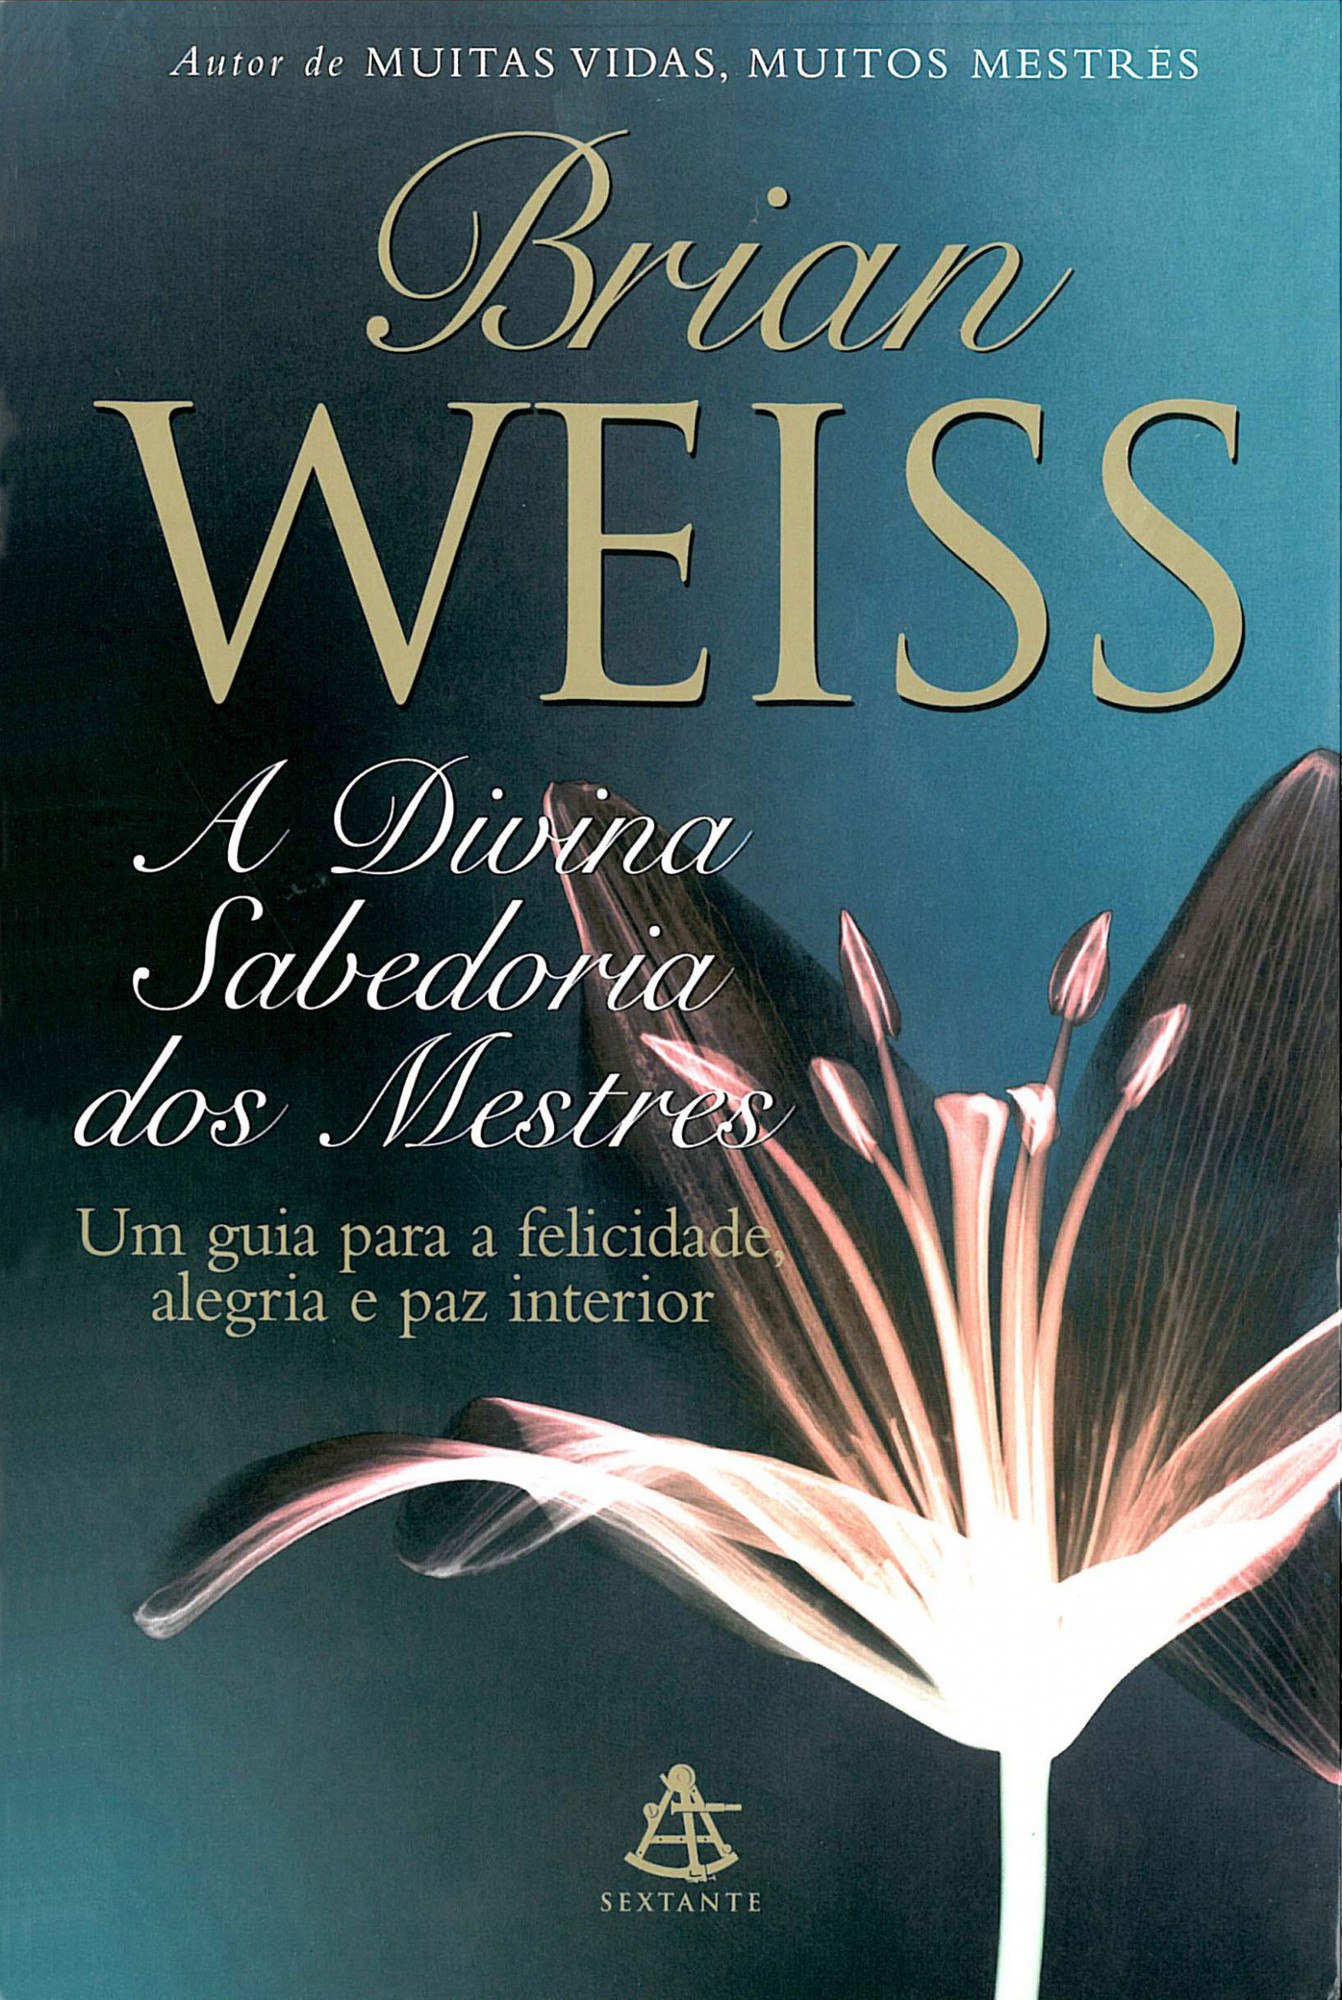 Autor de MUITAS VIDAS, MUITOS MESTRES
Brian
WEISS
A Divina
Sabedoria
dos Mestres
Um guia para a felicidade,
alegria e paz interior
SEXTANTE